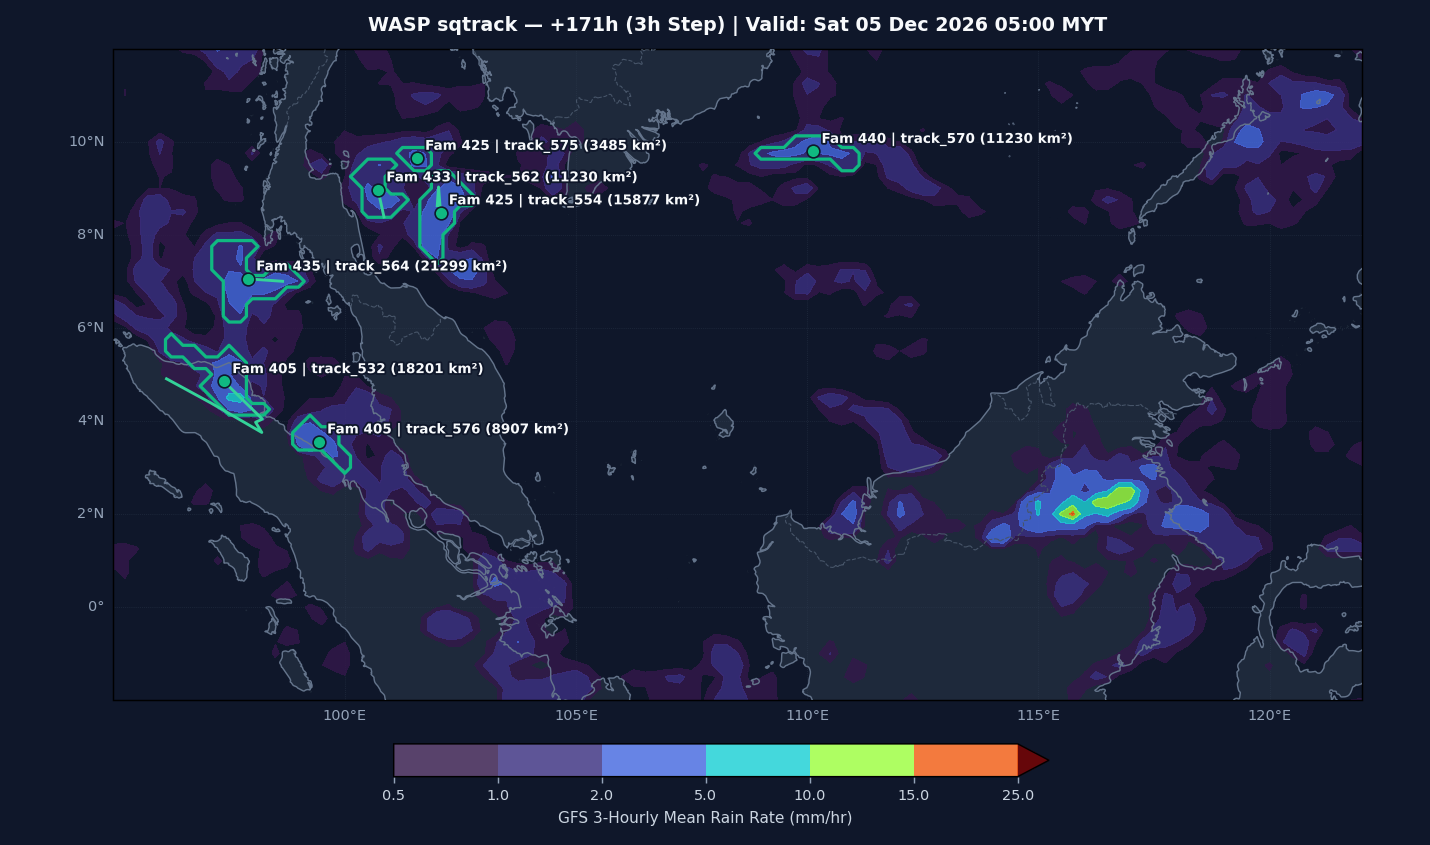 WASP sqtrack — +171h (3h Step) | Valid: Sat 05 Dec 2026 05:00 MYT
10°N
8°N
6°N
4°N
2°N
0°
Fam 440 | track_570 (11230 km²)
Fam 425 | track_575 (3485 km²)
Fam 433 | track_562 (11230 km²)
Fam 425 | track_554 (15877 km²)
Fam 435 | track_564 (21299 km²)
Fam 405 | track_532 (18201 km²)
Fam 405 | track_576 (8907 km²)
100°E
105°E
110°E
115°E
120°E
0.5
1.0
2.0
5.0
10.0
15.0
25.0
GFS 3-Hourly Mean Rain Rate (mm/hr)